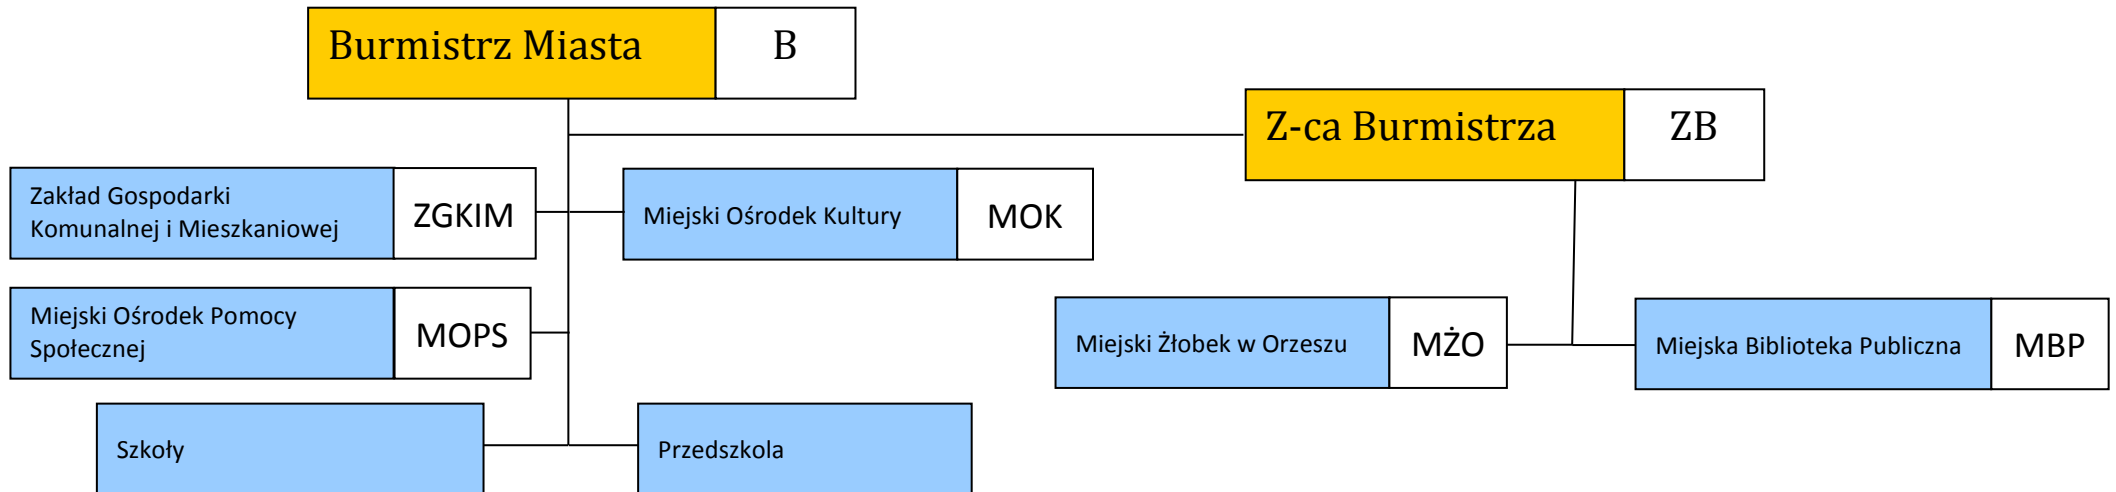 Burmistrz Miasta
B
Z-ca Burmistrza
ZB
Zakład Gospodarki
Komunalnej i Mieszkaniowej
ZGKIM
Miejski Ośrodek Kultury
MOK
Miejski Ośrodek Pomocy
Społecznej
MOPS
Miejski Żłobek w Orzeszu
MŻO
Miejska Biblioteka Publiczna
MBP
Szkoły
Przedszkola